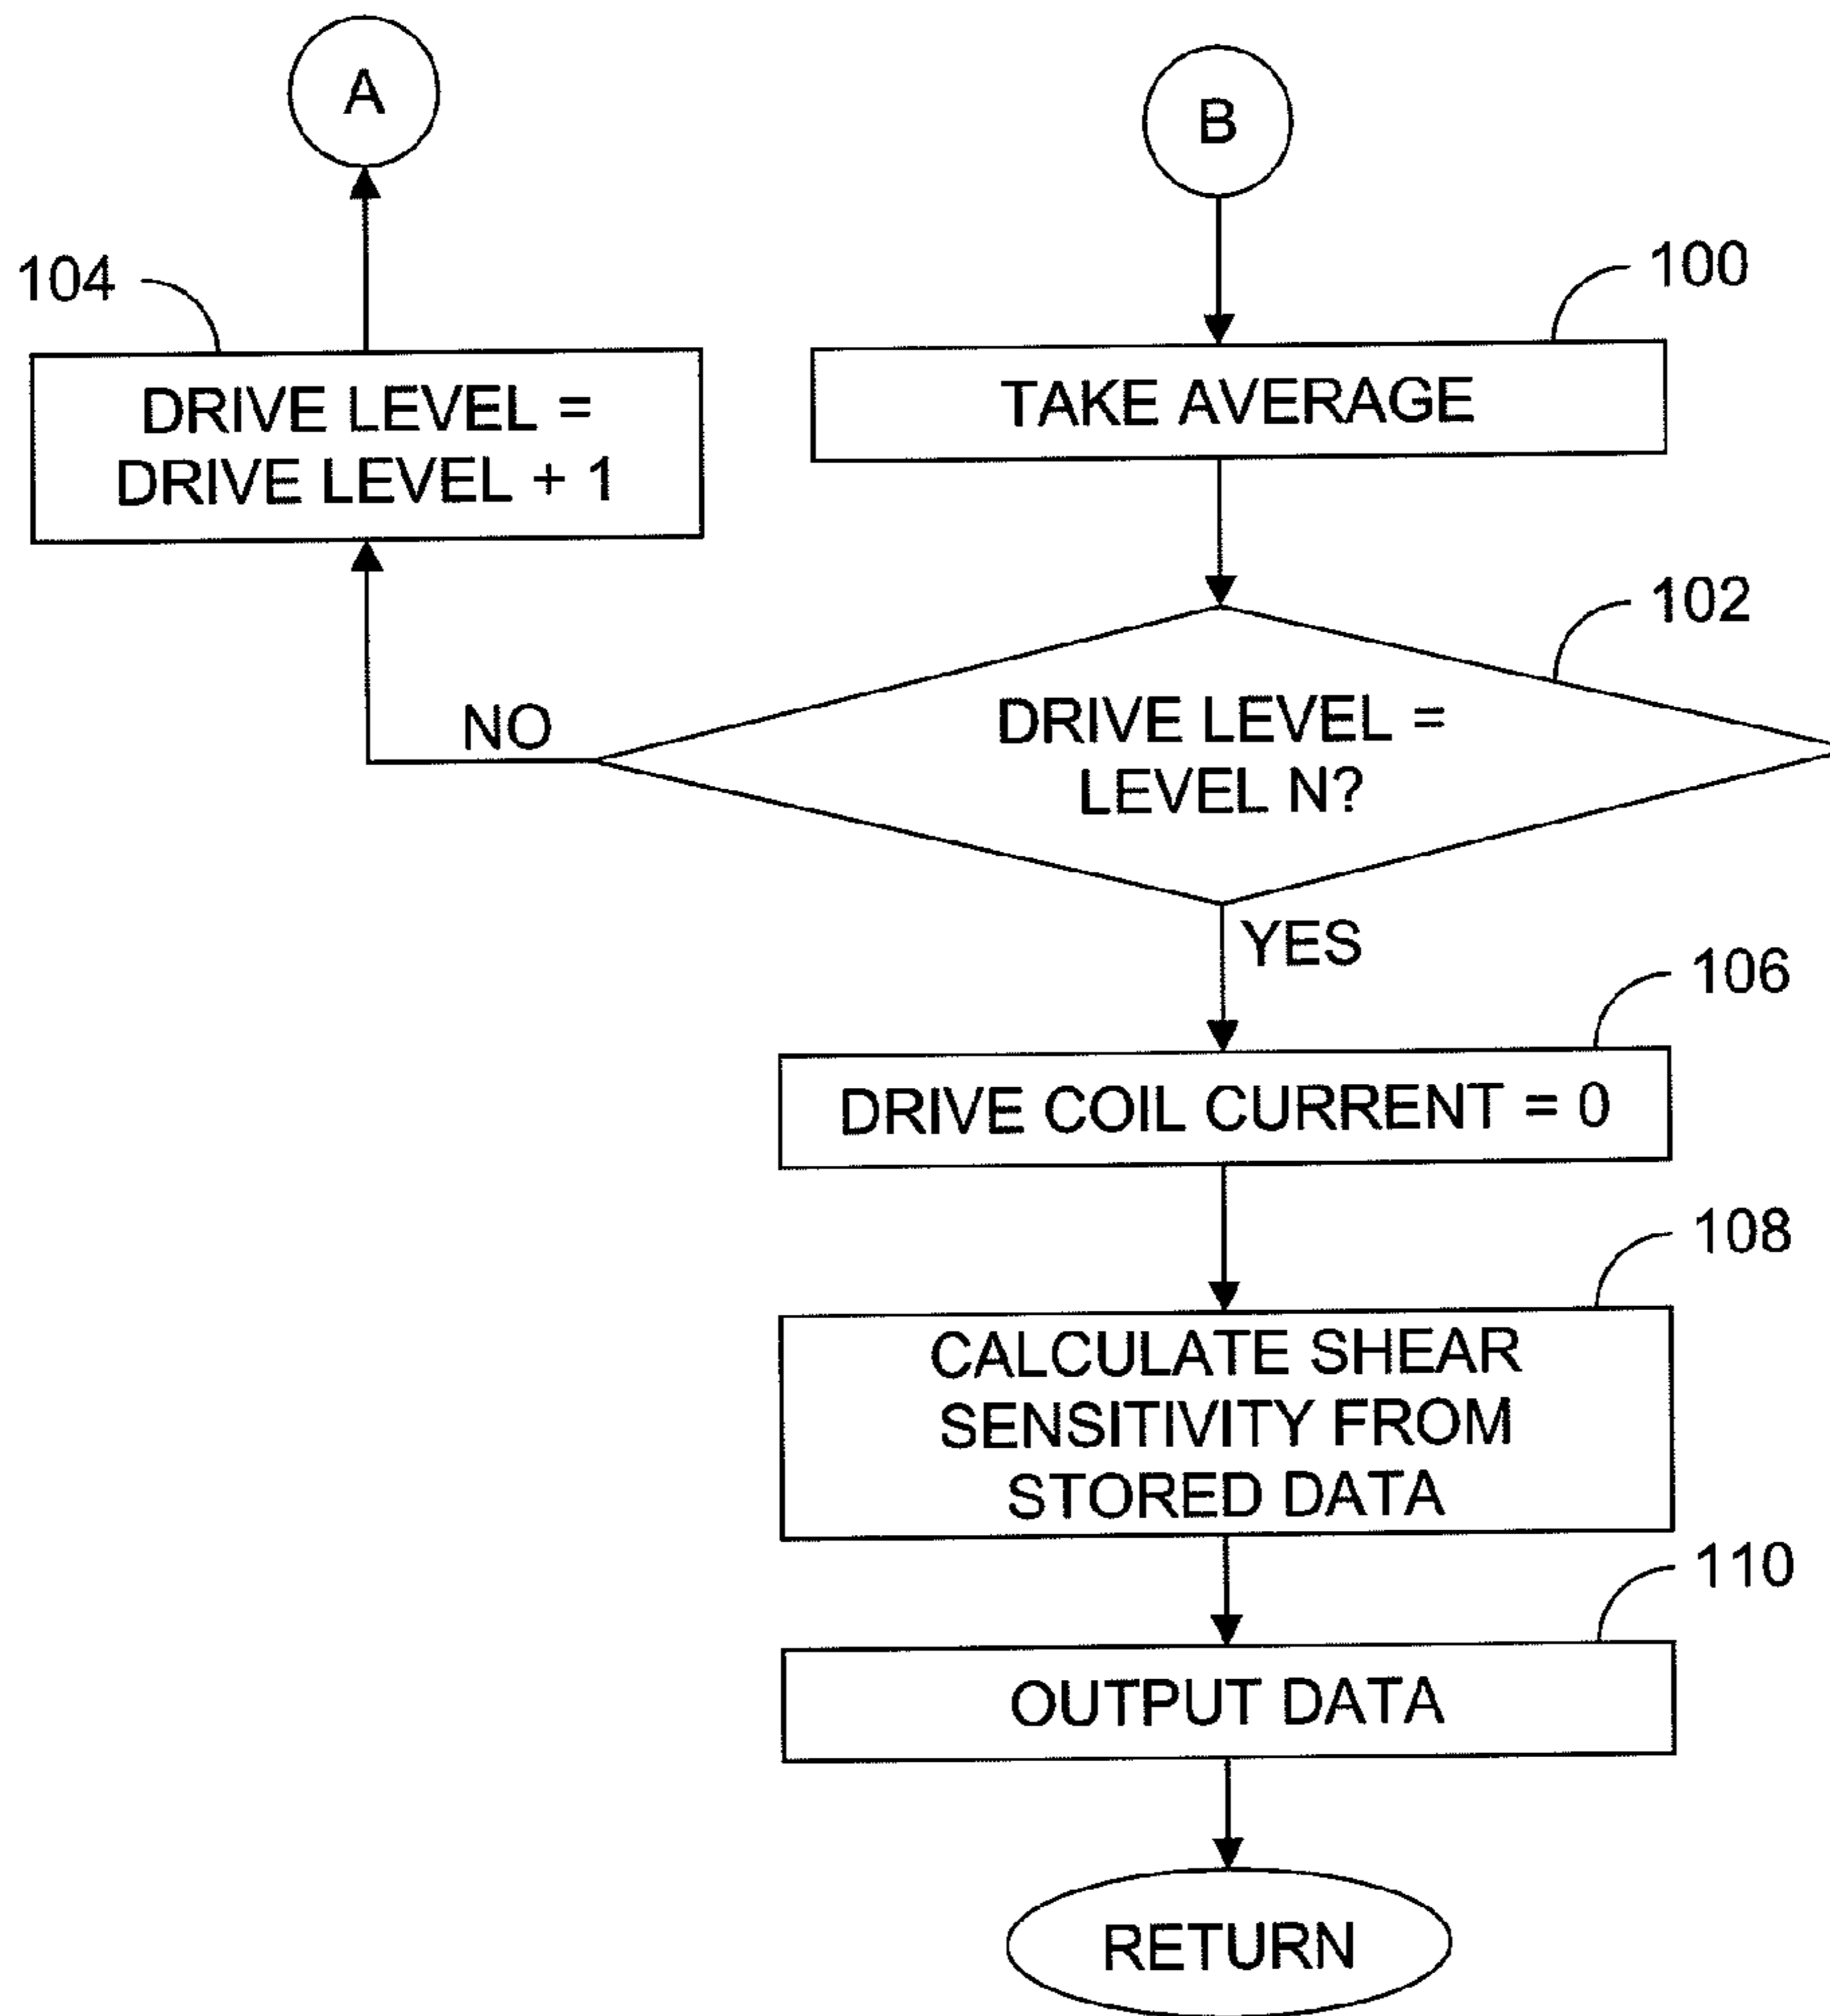 A
B
104
100
DRIVE LEVEL =
DRIVE LEVEL + 1
TAKE AVERAGE
102
NO
DRIVE LEVEL =
LEVEL N?
YES
106
DRIVE COIL CURRENT = 0
108
CALCULATE SHEAR
SENSITIVITY FROM
STORED DATA
110
OUTPUT DATA
RETURN